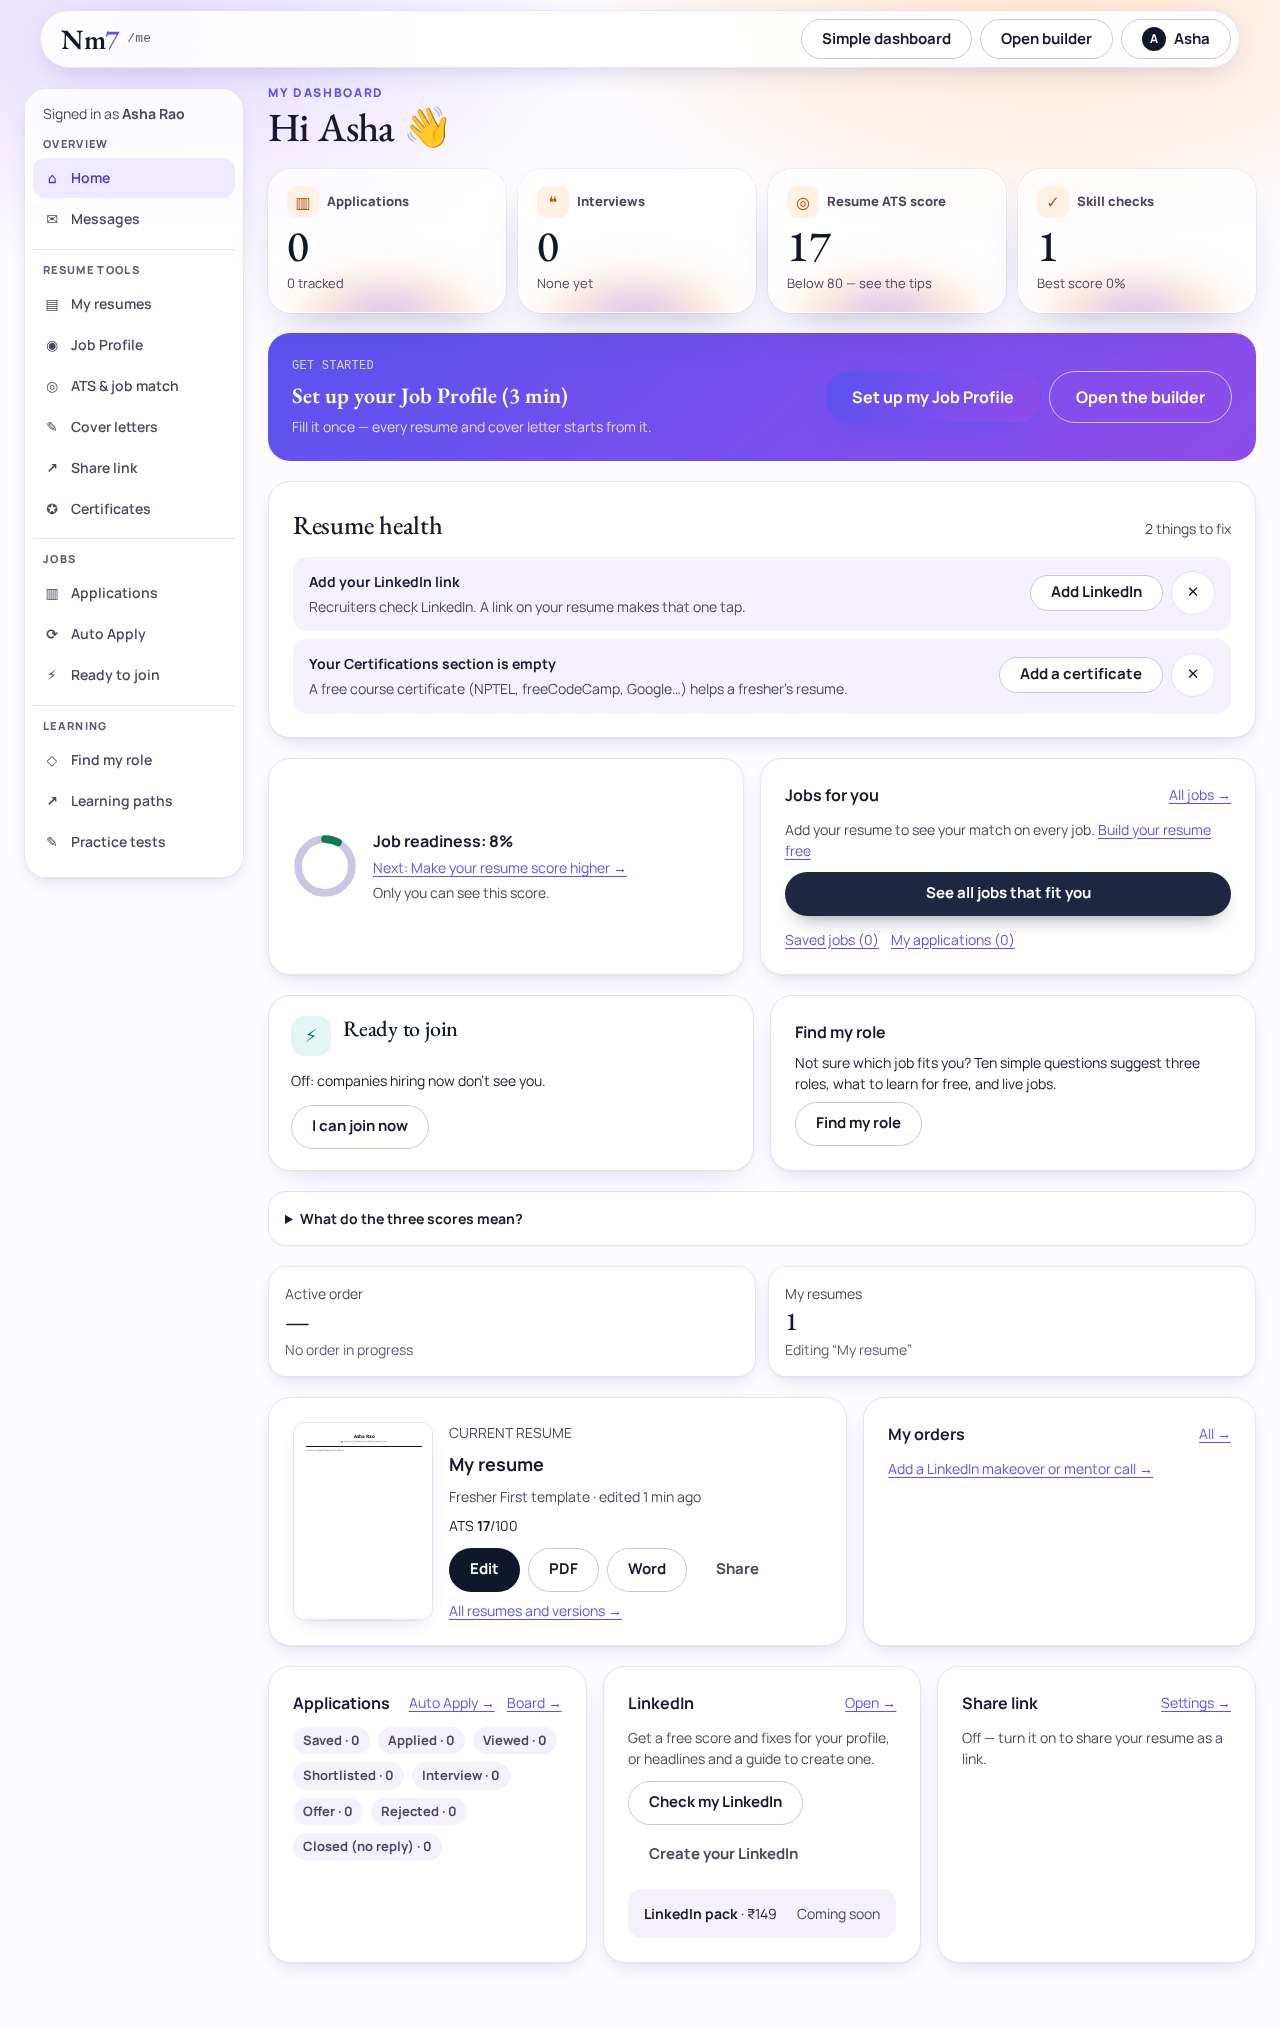 Nm7 /me
Simple dashboard
Open builder
A Asha
Signed in as Asha Rao
OVERVIEW
Home
Messages
RESUME TOOLS
My resumes
Job Profile
ATS & job match
Cover letters
Share link
Certificates
JOBS
Applications
Auto Apply
Ready to join
LEARNING
Find my role
Learning paths
Practice tests
MY DASHBOARD
Hi Asha 👋
Applications
0
0 tracked
Interviews
0
None yet
Resume ATS score
17
Below 80 — see the tips
Skill checks
1
Best score 0%
GET STARTED
Set up your Job Profile (3 min)
Fill it once — every resume and cover letter starts from it.
Set up my Job Profile
Open the builder
Resume health
2 things to fix
Add your LinkedIn link
Recruiters check LinkedIn. A link on your resume makes that one tap.
Add LinkedIn
✕
Your Certifications section is empty
A free course certificate (NPTEL, freeCodeCamp, Google…) helps a fresher’s resume.
Add a certificate
✕
Job readiness: 8%
Next: Make your resume score higher →
Only you can see this score.
Jobs for you
All jobs →
Add your resume to see your match on every job. Build your resume
free
See all jobs that fit you
Saved jobs (0)
My applications (0)
Ready to join
Off: companies hiring now don’t see you.
I can join now
Find my role
Not sure which job fits you? Ten simple questions suggest three
roles, what to learn for free, and live jobs.
Find my role
What do the three scores mean?
Active order
—
No order in progress
My resumes
1
Editing “My resume”
Asha Rao
CURRENT RESUME
My resume
Fresher First template · edited 1 min ago
ATS 17/100
Edit
PDF
Word
Share
All resumes and versions →
My orders
All →
Add a LinkedIn makeover or mentor call →
Applications
Auto Apply →
Board →
Saved · 0
Applied · 0
Viewed · 0
Shortlisted · 0
Interview · 0
Offer · 0
Rejected · 0
Closed (no reply) · 0
LinkedIn
Open →
Get a free score and fixes for your profile,
or headlines and a guide to create one.
Check my LinkedIn
Create your LinkedIn
LinkedIn pack · ₹149
Coming soon
Share link
Settings →
Off — turn it on to share your resume as a
link.